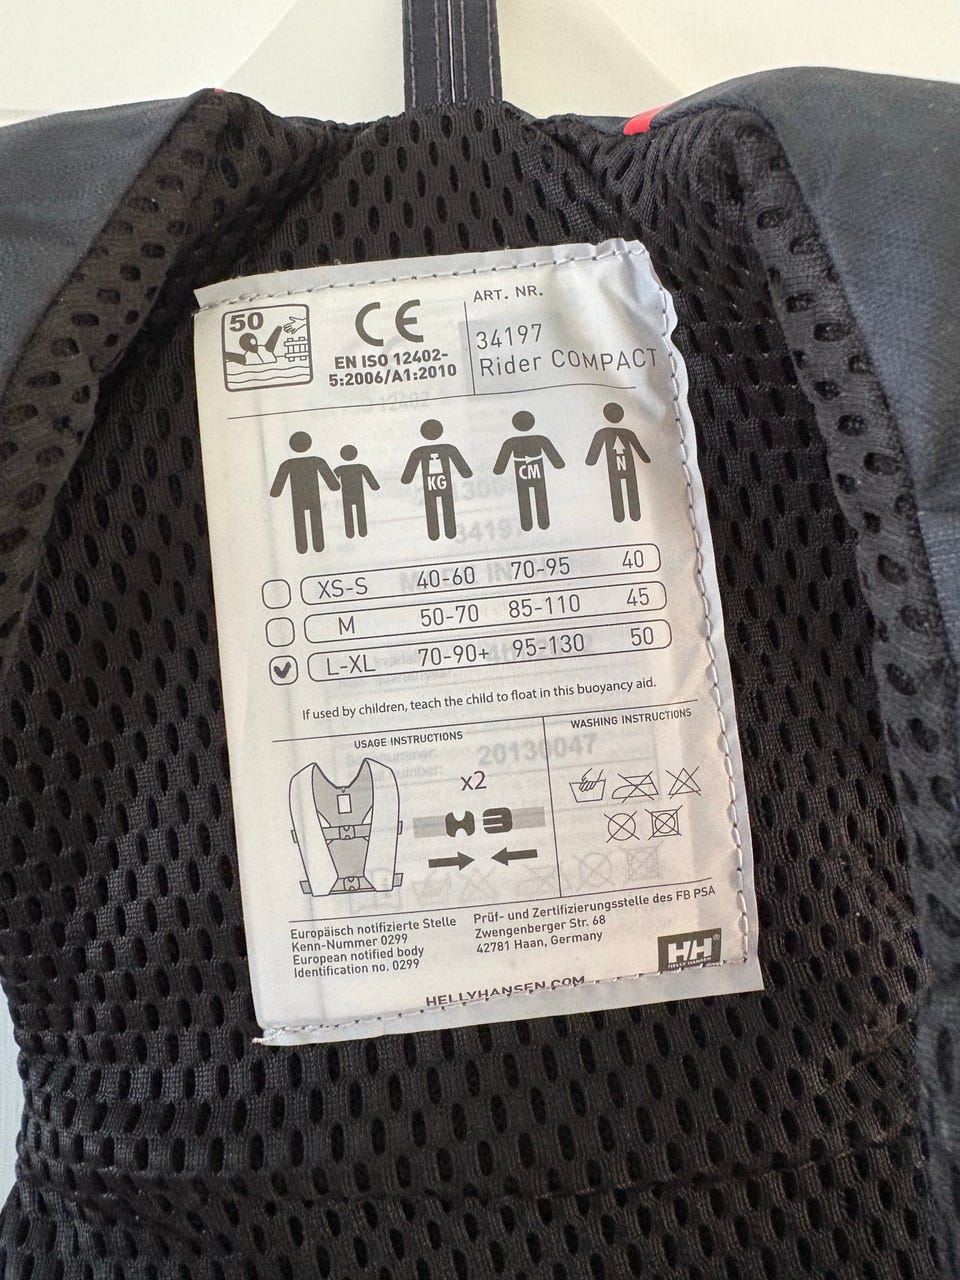 50
CE
EN ISO 12402-
5:2006/A1:2010
ART. NR.
34197
Rider COMPACT
KG
CM
N
XS-S 40-60 70-95 40
M 50-70 85-110 45
L-XL 70-90+ 95-130 50
If used by children, teach the child to float in this buoyancy aid.
USAGE INSTRUCTIONS
x2
WASHING INSTRUCTIONS
20130047
Europäisch notifizierte Stelle
Kenn-Nummer 0299
European notified body
Identification no. 0299
Prüf- und Zertifizierungsstelle des FB PSA
Zwengenberger Str. 68
42781 Haan, Germany
HH®
HELLY HANSEN
HELLYHANSEN.COM